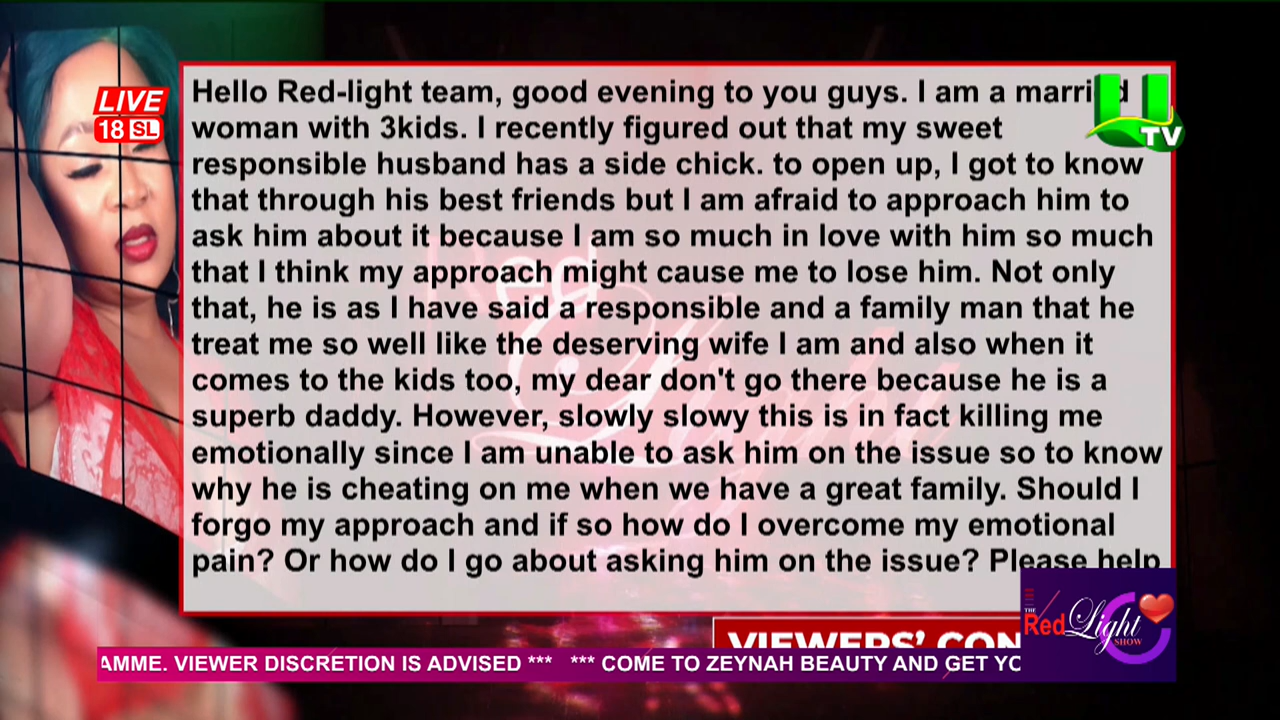 LIVE
18 SL
U
TV
Hello Red-light team, good evening to you guys. I am a married
woman with 3kids. I recently figured out that my sweet
responsible husband has a side chick. to open up, I got to know
that through his best friends but I am afraid to approach him to
ask him about it because I am so much in love with him so much
that I think my approach might cause me to lose him. Not only
that, he is as I have said a responsible and a family man that he
treat me so well like the deserving wife I am and also when it
comes to the kids too, my dear don't go there because he is a
superb daddy. However, slowly slowy this is in fact killing me
emotionally since I am unable to ask him on the issue so to know
why he is cheating on me when we have a great family. Should I
forgo my approach and if so how do I overcome my emotional
pain? Or how do I go about asking him on the issue? Please help
THE
Red Light
SHOW
VIEWERS' CON
AMME. VIEWER DISCRETION IS ADVISED *** *** COME TO ZEYNAH BEAUTY AND GET YO